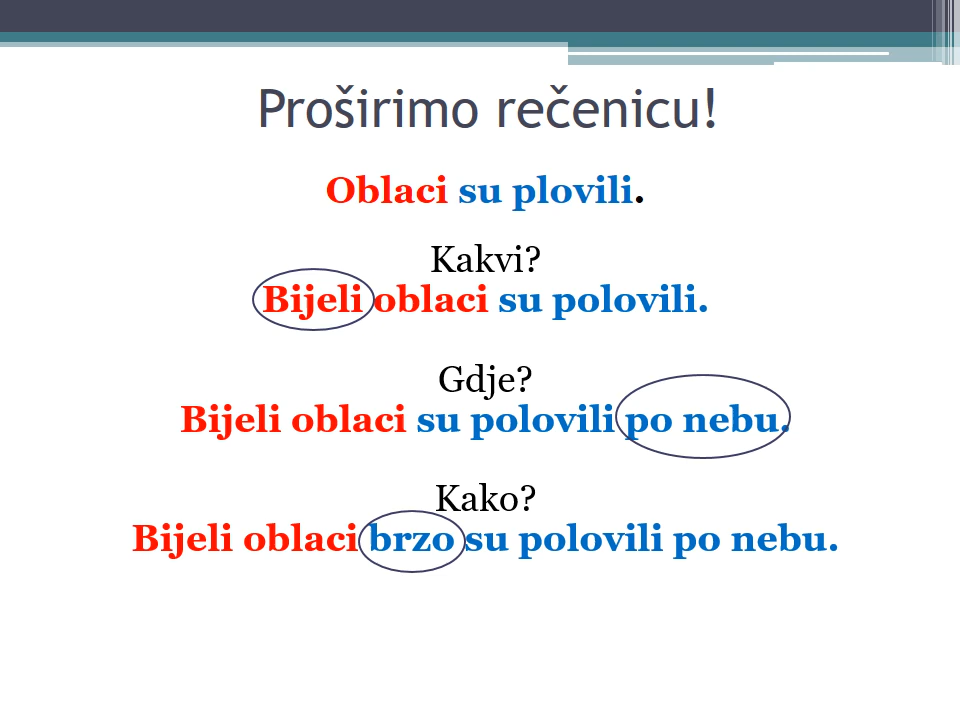 Proširimo rečenicu!
Oblaci su plovili.
Kakvi?
Bijeli oblaci su polovili.
Gdje?
Bijeli oblaci su polovili po nebu.
Kako?
Bijeli oblaci brzo su polovili po nebu.